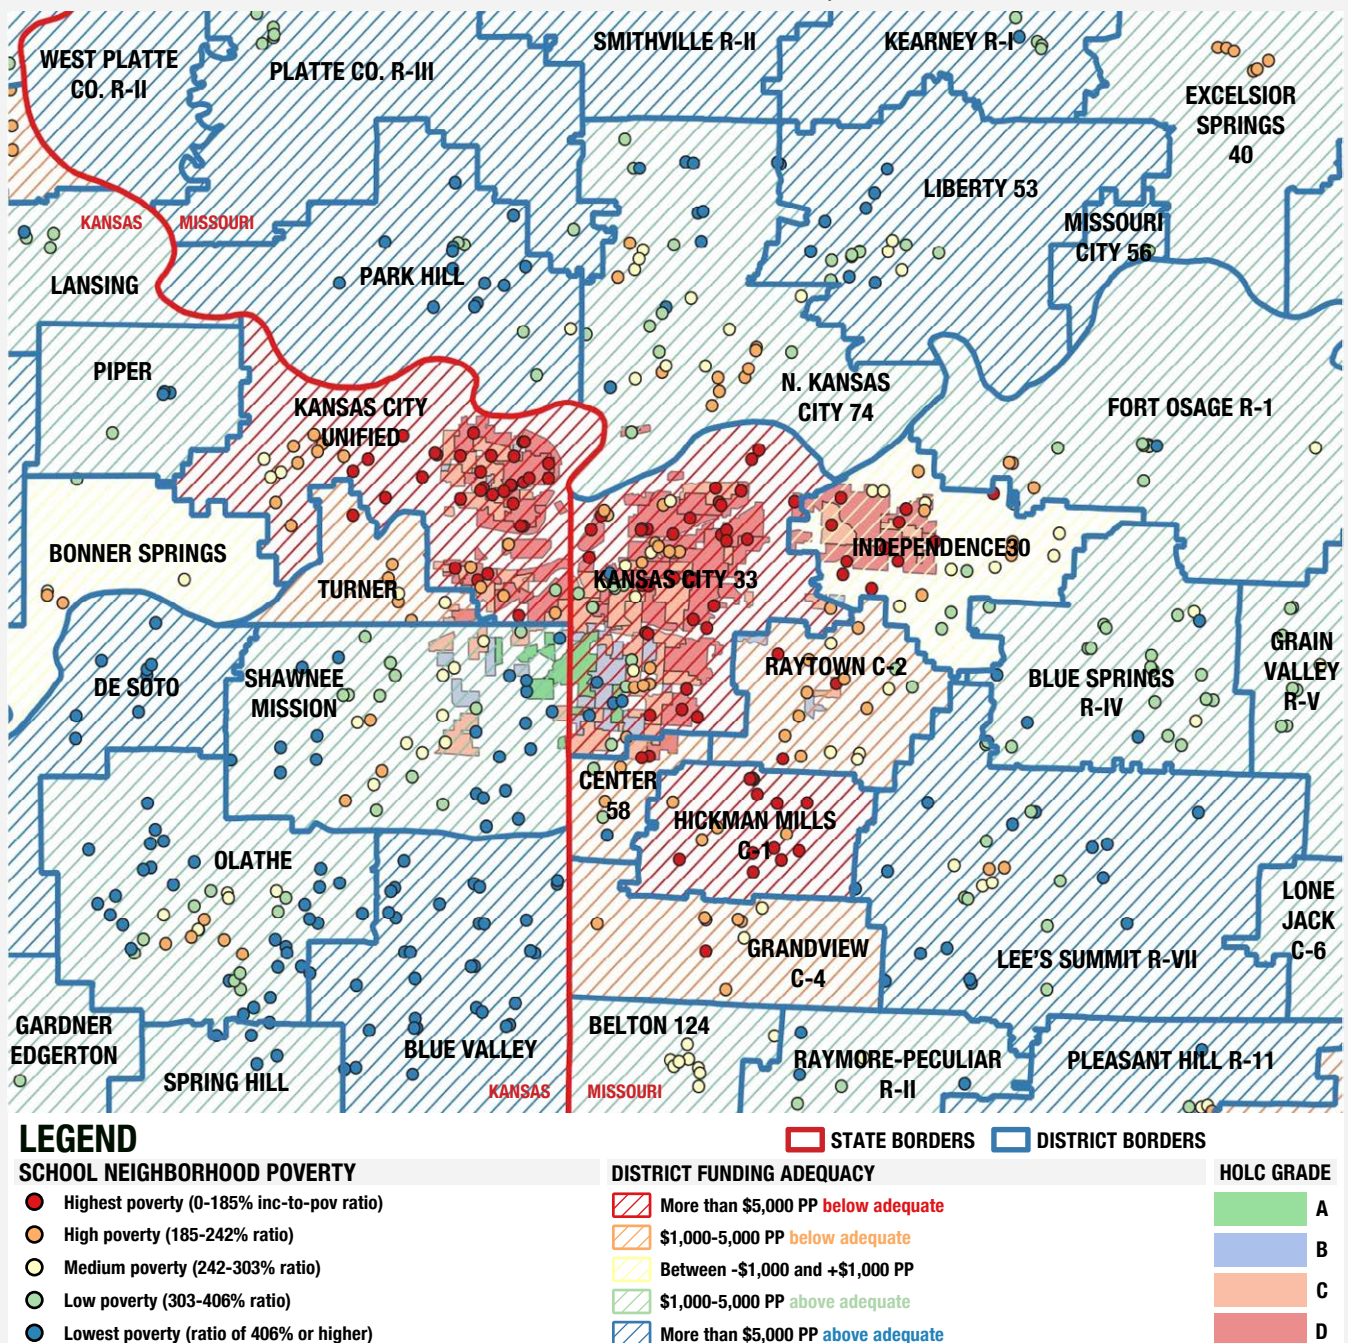 WEST PLATTE
CO. R-II
PLATTE CO. R-III
SMITHVILLE R-II
KEARNEY R-I
EXCELSIOR
SPRINGS
40
LIBERTY 53
MISSOURI
CITY 56
KANSAS
MISSOURI
LANSING
PARK HILL
PIPER
KANSAS CITY
UNIFIED
N. KANSAS
CITY 74
FORT OSAGE R-1
BONNER SPRINGS
TURNER
KANSAS CITY 33
INDEPENDENCE30
DE SOTO
SHAWNEE
MISSION
RAYTOWN C-2
BLUE SPRINGS
R-IV
GRAIN
VALLEY
R-V
CENTER
58
HICKMAN MILLS
C-1
OLATHE
LONE
JACK
C-6
GRANDVIEW
C-4
LEE'S SUMMIT R-VII
GARDNER
EDGERTON
SPRING HILL
BLUE VALLEY
BELTON 124
RAYMORE-PECULIAR
R-II
PLEASANT HILL R-11
KANSAS
MISSOURI
LEGEND
STATE BORDERS
DISTRICT BORDERS
SCHOOL NEIGHBORHOOD POVERTY
Highest poverty (0-185% inc-to-pov ratio)
High poverty (185-242% ratio)
Medium poverty (242-303% ratio)
Low poverty (303-406% ratio)
Lowest poverty (ratio of 406% or higher)
DISTRICT FUNDING ADEQUACY
More than $5,000 PP below adequate
$1,000-5,000 PP below adequate
Between -$1,000 and +$1,000 PP
$1,000-5,000 PP above adequate
More than $5,000 PP above adequate
HOLC GRADE
A
B
C
D